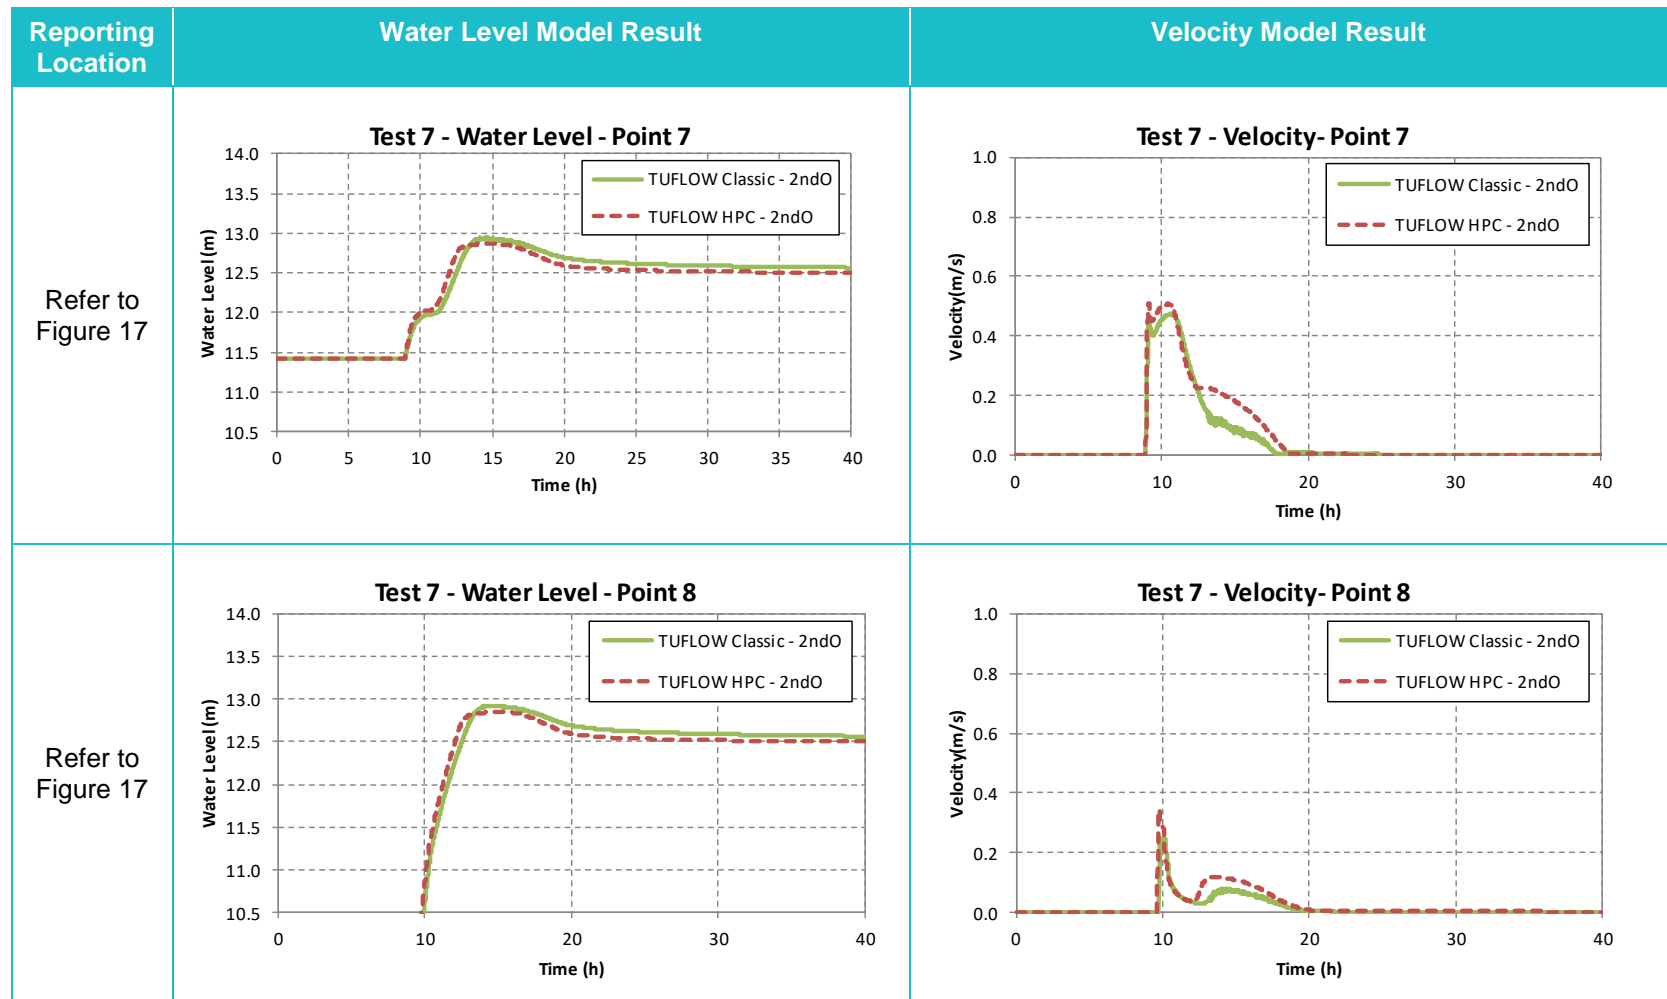 Reporting
Location
Water Level Model Result
Velocity Model Result
Refer to
Figure 17
Test 7 - Water Level - Point 7
14.0
13.5
13.0
12.5
12.0
11.5
11.0
10.5
Water Level (m)
TUFLOW Classic - 2ndO
TUFLOW HPC - 2ndO
0 5 10 15 20 25 30 35 40
Time (h)
Test 7 - Velocity- Point 7
1.0
0.8
0.6
0.4
0.2
0.0
Velocity(m/s)
TUFLOW Classic - 2ndO
TUFLOW HPC - 2ndO
0 10 20 30 40
Time (h)
Refer to
Figure 17
Test 7 - Water Level - Point 8
14.0
13.5
13.0
12.5
12.0
11.5
11.0
10.5
Water Level (m)
TUFLOW Classic - 2ndO
TUFLOW HPC - 2ndO
0 10 20 30 40
Time (h)
Test 7 - Velocity- Point 8
1.0
0.8
0.6
0.4
0.2
0.0
Velocity(m/s)
TUFLOW Classic - 2ndO
TUFLOW HPC - 2ndO
0 10 20 30 40
Time (h)